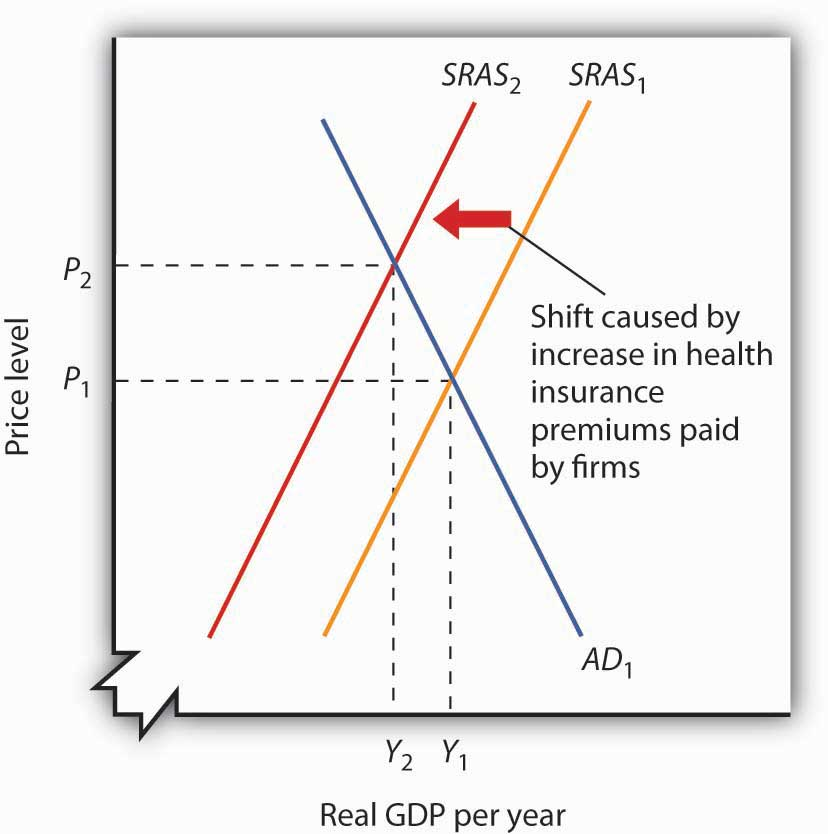 SRAS₂ SRAS₁
P₂
Shift caused by
increase in health
insurance
premiums paid
by firms
P₁
Price level
AD₁
Y₂ Y₁
Real GDP per year